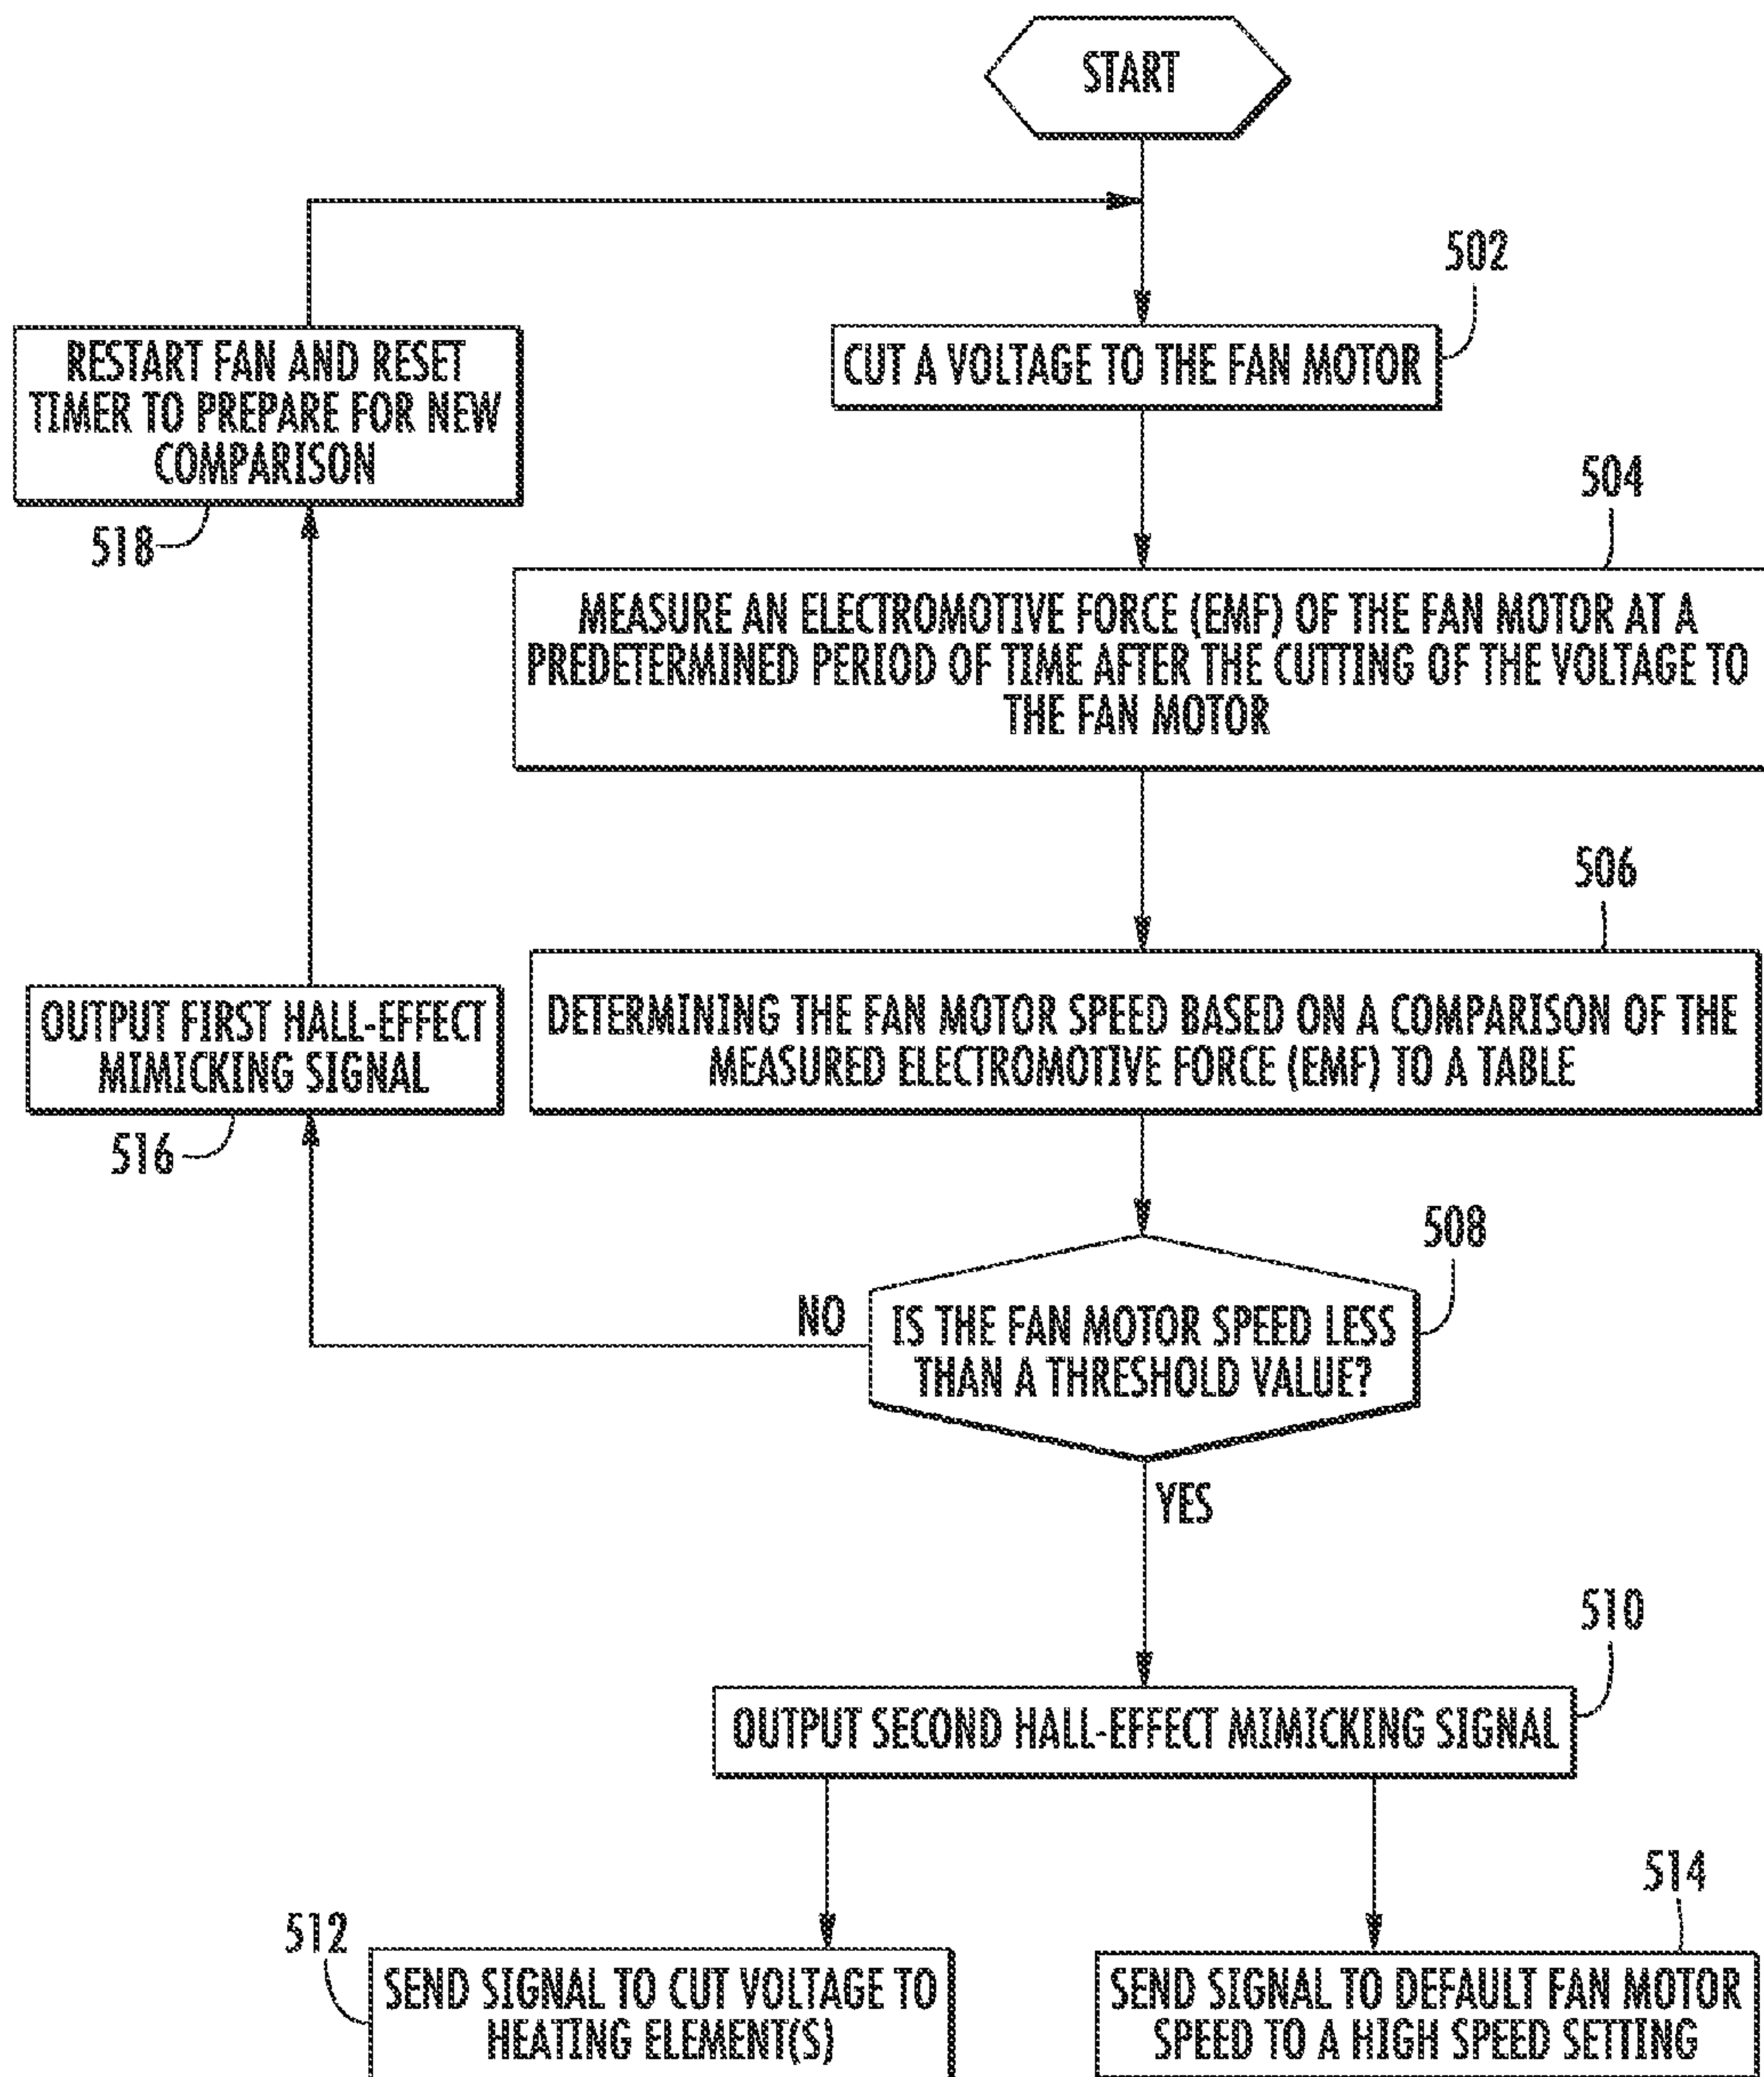 START
502
CUT A VOLTAGE TO THE FAN MOTOR
504
MEASURE AN ELECTROMOTIVE FORCE (EMF) OF THE FAN MOTOR AT A
PREDETERMINED PERIOD OF TIME AFTER THE CUTTING OF THE VOLTAGE TO
THE FAN MOTOR
506
DETERMINING THE FAN MOTOR SPEED BASED ON A COMPARISON OF THE
MEASURED ELECTROMOTIVE FORCE (EMF) TO A TABLE
508
IS THE FAN MOTOR SPEED LESS
THAN A THRESHOLD VALUE?
NO
OUTPUT FIRST HALL-EFFECT
MIMICKING SIGNAL
516
RESTART FAN AND RESET
TIMER TO PREPARE FOR NEW
COMPARISON
518
YES
510
OUTPUT SECOND HALL-EFFECT MIMICKING SIGNAL
512
SEND SIGNAL TO CUT VOLTAGE TO
HEATING ELEMENT(S)
514
SEND SIGNAL TO DEFAULT FAN MOTOR
SPEED TO A HIGH SPEED SETTING